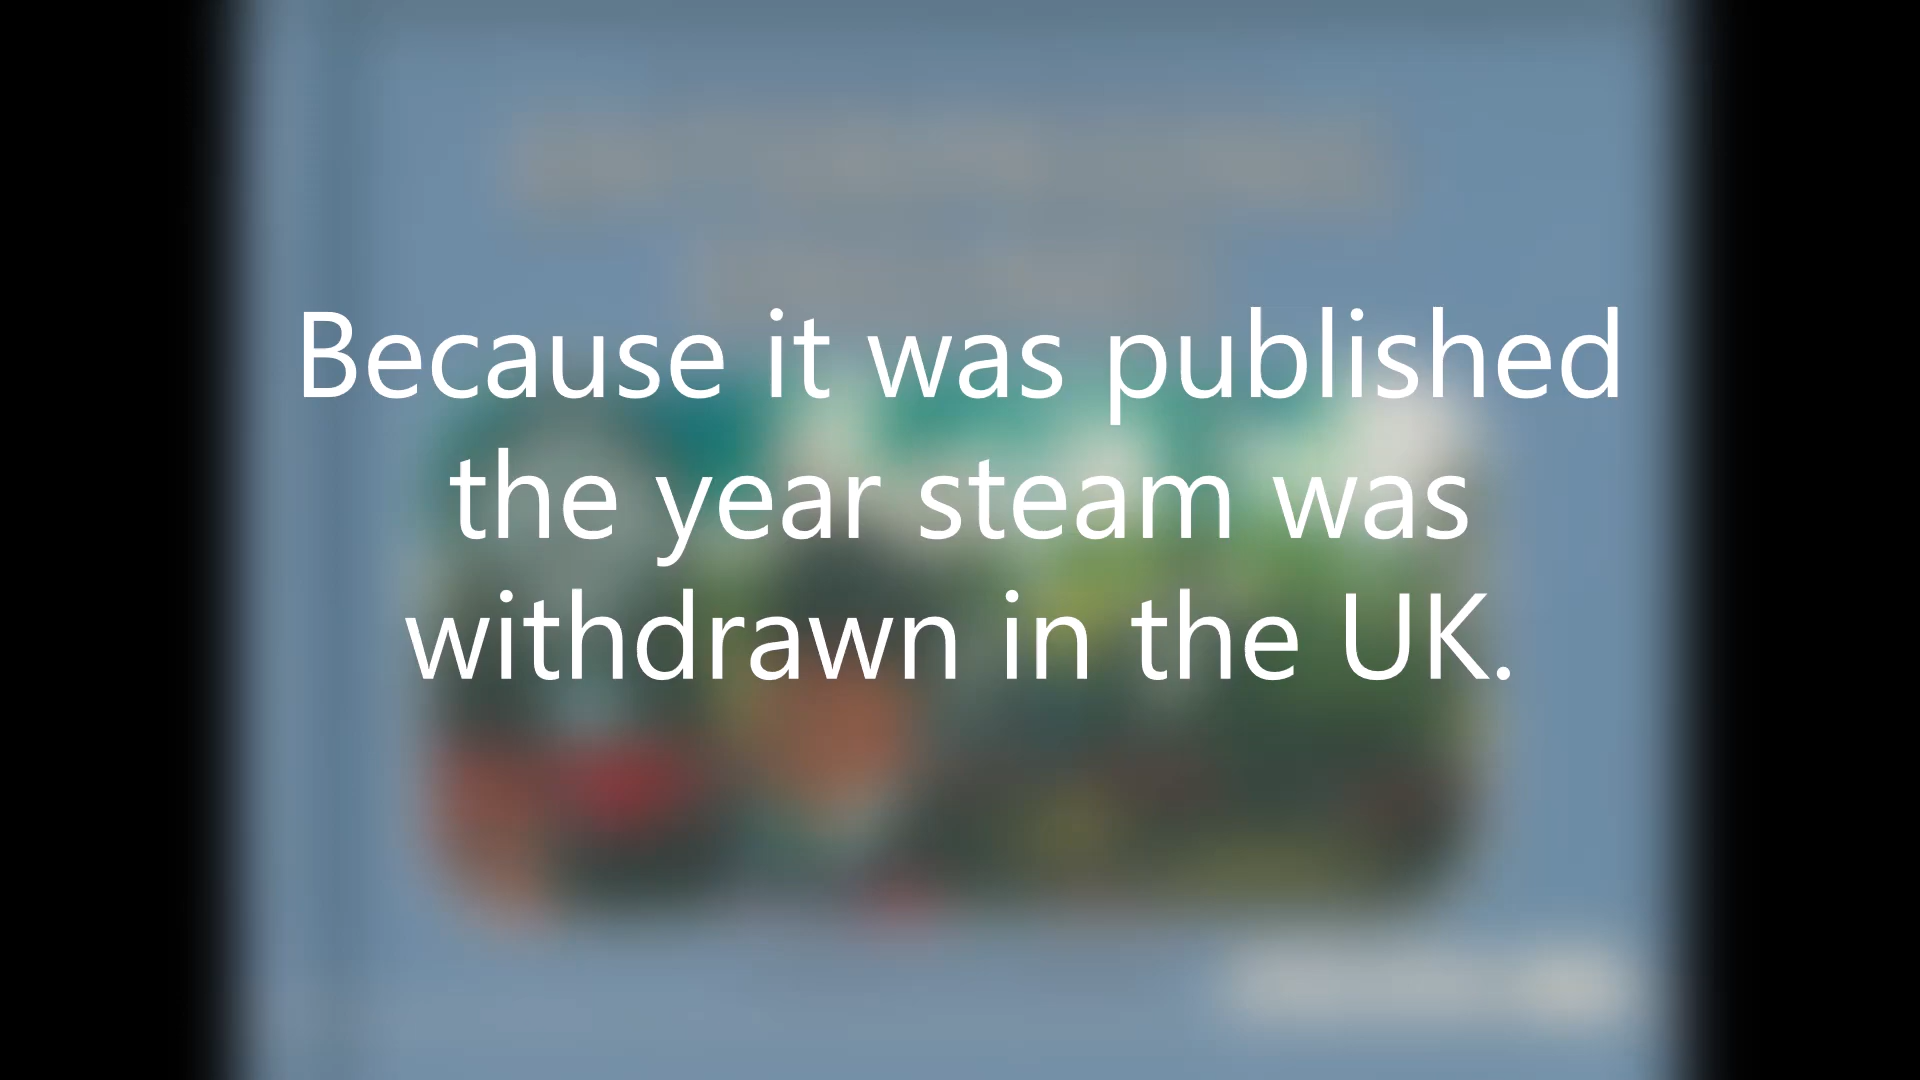 Because it was published
the year steam was
withdrawn in the UK.